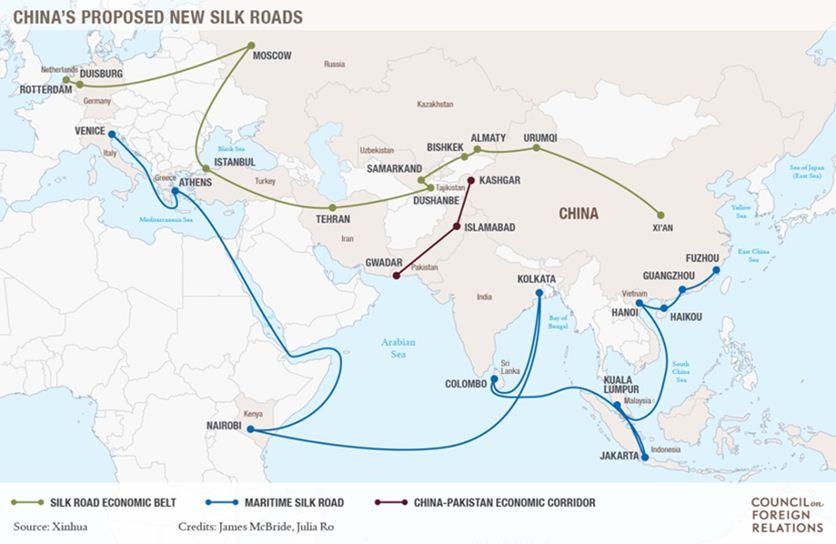 CHINA'S PROPOSED NEW SILK ROADS
MOSCOW
Russia
Netherlands
DUISBURG
ROTTERDAM
Germany
Kazakhstan
VENICE
Italy
Black Sea
ISTANBUL
Uzbekistan
BISHKEK
ALMATY
URUMQI
SAMARKAND
Greece
ATHENS
Turkey
Tajikistan
DUSHANBE
KASHGAR
Sea of Japan
(East Sea)
Mediterranean Sea
TEHRAN
CHINA
XI'AN
Yellow
Sea
Iran
ISLAMABAD
GWADAR
Pakistan
East China
Sea
FUZHOU
GUANGZHOU
KOLKATA
India
Vietnam
HANOI
HAIKOU
Bay of
Bengal
Arabian
Sea
Sri
Lanka
COLOMBO
South
China
Sea
KUALA
LUMPUR
Malaysia
Kenya
NAIROBI
JAKARTA
Indonesia
SILK ROAD ECONOMIC BELT
MARITIME SILK ROAD
CHINA-PAKISTAN ECONOMIC CORRIDOR
Source: Xinhua
Credits: James McBride, Julia Ro
COUNCIL on
FOREIGN
RELATIONS